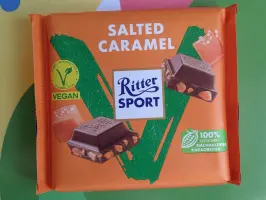 SALTED
CARAMEL
VEGAN
Ritter
SPORT
100%